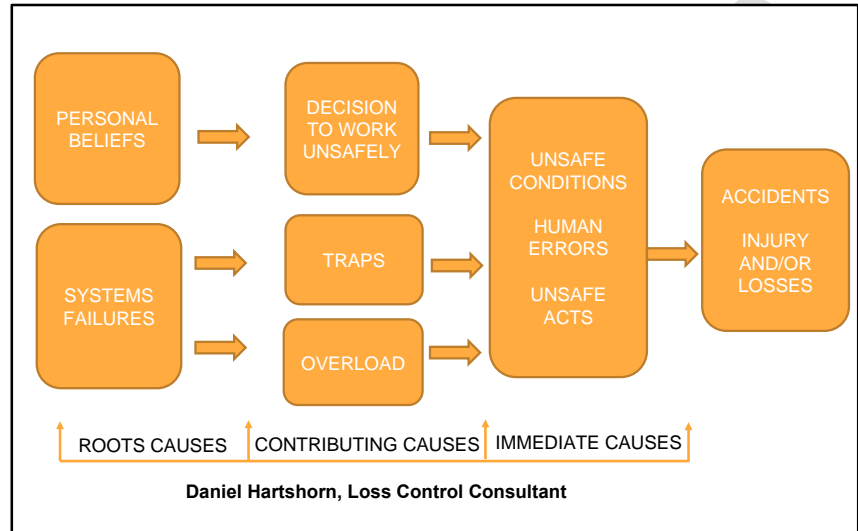 PERSONAL
BELIEFS
DECISION
TO WORK
UNSAFELY
SYSTEMS
FAILURES
TRAPS
OVERLOAD
UNSAFE
CONDITIONS
HUMAN
ERRORS
UNSAFE
ACTS
ACCIDENTS
INJURY
AND/OR
LOSSES
ROOTS CAUSES
CONTRIBUTING CAUSES
IMMEDIATE CAUSES
Daniel Hartshorn, Loss Control Consultant